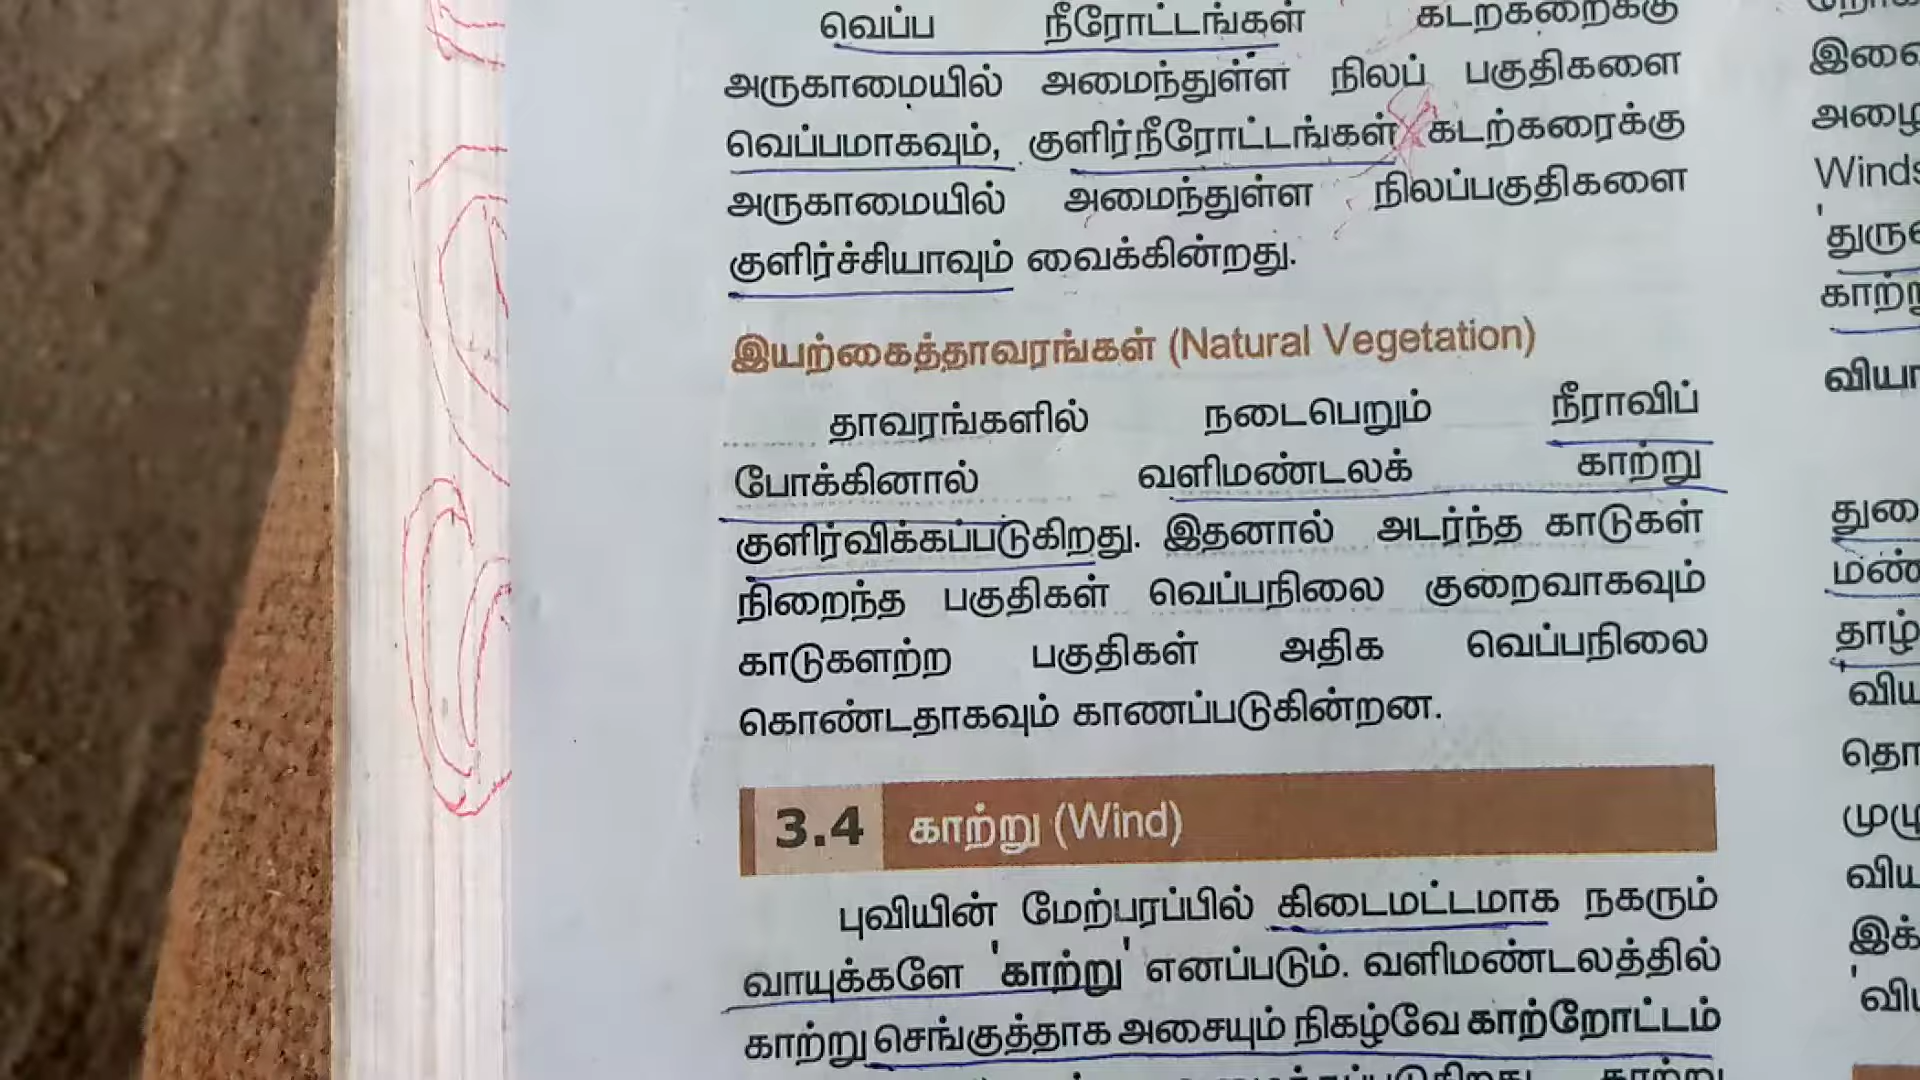 வெப்ப நீரோட்டங்கள் கடற்கறைக்கு
அருகாமையில் அமைந்துள்ள நிலப் பகுதிகளை
வெப்பமாகவும், குளிர்நீரோட்டங்கள் கடற்கரைக்கு
அருகாமையில் அமைந்துள்ள நிலப்பகுதிகளை
குளிர்ச்சியாவும் வைக்கின்றது.
இயற்கைத்தாவரங்கள் (Natural Vegetation)
தாவரங்களில் நடைபெறும் நீராவிப்
போக்கினால் வளிமண்டலக் காற்று
குளிர்விக்கப்படுகிறது. இதனால் அடர்ந்த காடுகள்
நிறைந்த பகுதிகள் வெப்பநிலை குறைவாகவும்
காடுகளற்ற பகுதிகள் அதிக வெப்பநிலை
கொண்டதாகவும் காணப்படுகின்றன.
3.4 காற்று (Wind)
புவியின் மேற்பரப்பில் கிடைமட்டமாக நகரும்
வாயுக்களே 'காற்று' எனப்படும். வளிமண்டலத்தில்
காற்று செங்குத்தாக அசையும் நிகழ்வே காற்றோட்டம்
காற்று
இவை
அழை
Winds
காற்று